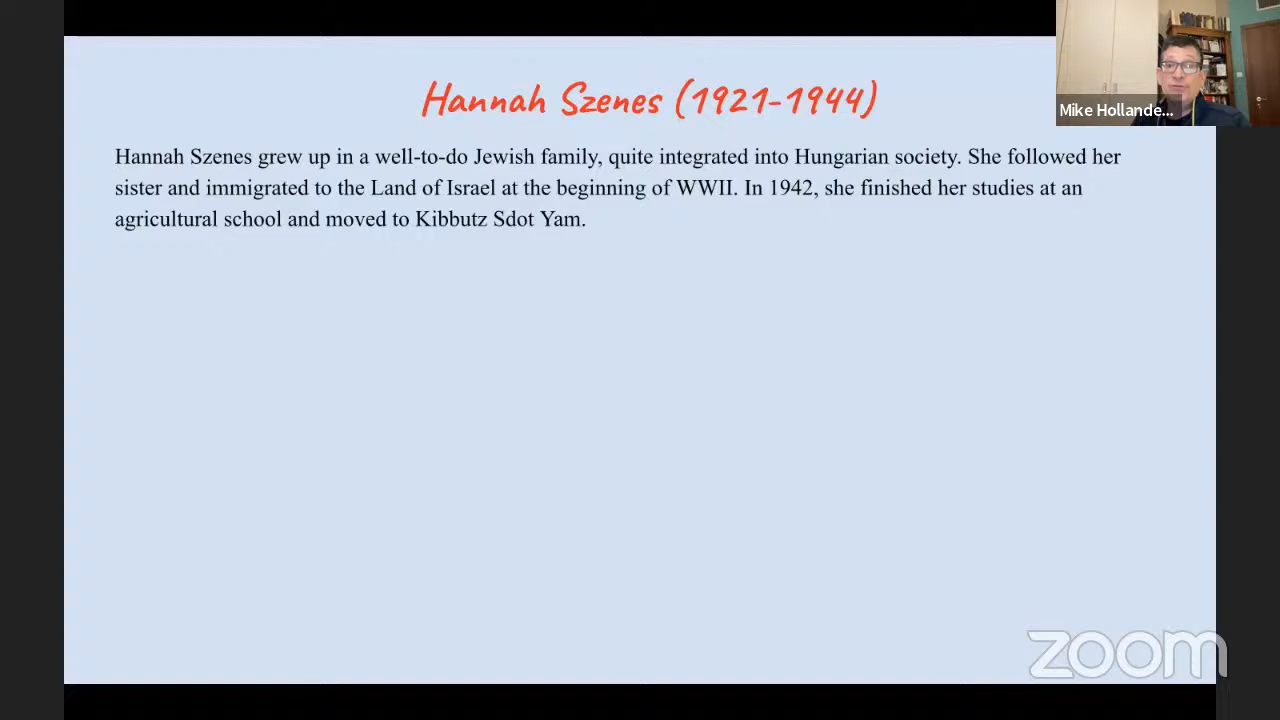 Hannah Szenes (1921-1944)
Mike Hollande...
Hannah Szenes grew up in a well-to-do Jewish family, quite integrated into Hungarian society. She followed her
sister and immigrated to the Land of Israel at the beginning of WWII. In 1942, she finished her studies at an
agricultural school and moved to Kibbutz Sdot Yam.
zoom